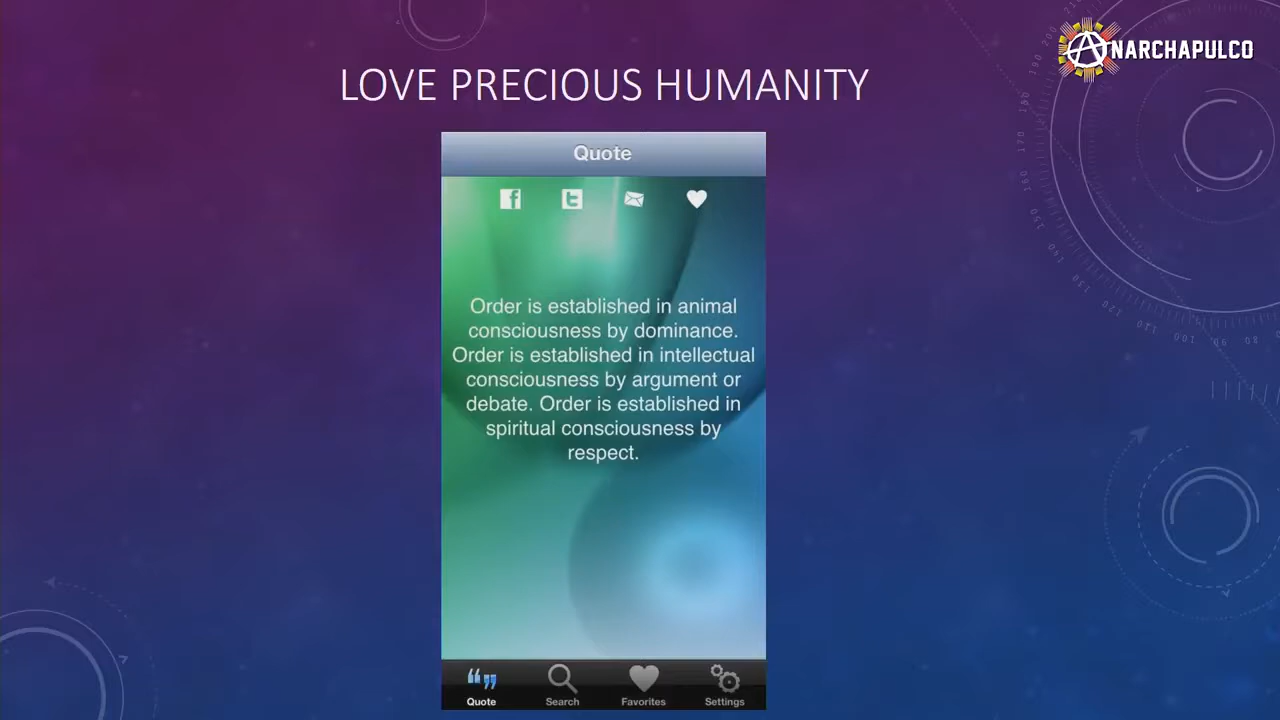 ANARCHAPULCO
LOVE PRECIOUS HUMANITY
Quote
Order is established in animal
consciousness by dominance.
Order is established in intellectual
consciousness by argument or
debate. Order is established in
spiritual consciousness by
respect.
Quote Search Favorites Settings